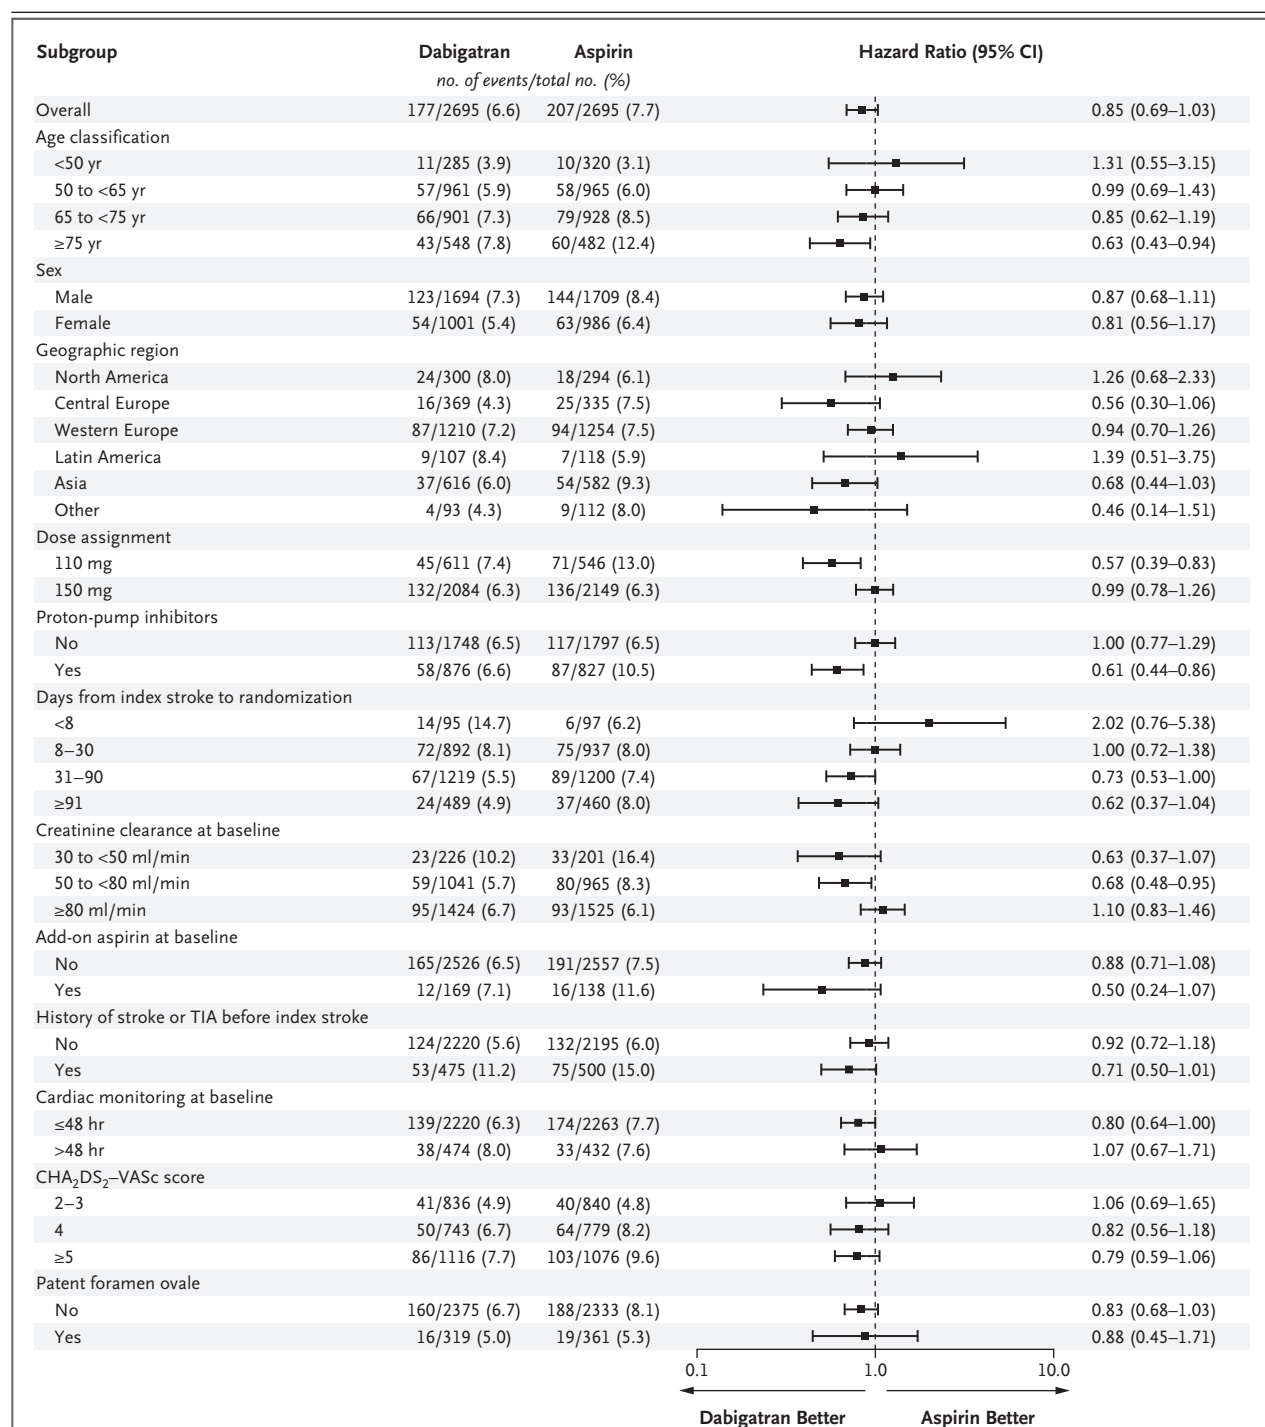 Subgroup Dabigatran Aspirin Hazard Ratio (95% CI)
no. of events/total no. (%)
Overall 177/2695 (6.6) 207/2695 (7.7) 0.85 (0.69–1.03)
Age classification
<50 yr 11/285 (3.9) 10/320 (3.1) 1.31 (0.55–3.15)
50 to <65 yr 57/961 (5.9) 58/965 (6.0) 0.99 (0.69–1.43)
65 to <75 yr 66/901 (7.3) 79/928 (8.5) 0.85 (0.62–1.19)
≥75 yr 43/548 (7.8) 60/482 (12.4) 0.63 (0.43–0.94)
Sex
Male 123/1694 (7.3) 144/1709 (8.4) 0.87 (0.68–1.11)
Female 54/1001 (5.4) 63/986 (6.4) 0.81 (0.56–1.17)
Geographic region
North America 24/300 (8.0) 18/294 (6.1) 1.26 (0.68–2.33)
Central Europe 16/369 (4.3) 25/335 (7.5) 0.56 (0.30–1.06)
Western Europe 87/1210 (7.2) 94/1254 (7.5) 0.94 (0.70–1.26)
Latin America 9/107 (8.4) 7/118 (5.9) 1.39 (0.51–3.75)
Asia 37/616 (6.0) 54/582 (9.3) 0.68 (0.44–1.03)
Other 4/93 (4.3) 9/112 (8.0) 0.46 (0.14–1.51)
Dose assignment
110 mg 45/611 (7.4) 71/546 (13.0) 0.57 (0.39–0.83)
150 mg 132/2084 (6.3) 136/2149 (6.3) 0.99 (0.78–1.26)
Proton-pump inhibitors
No 113/1748 (6.5) 117/1797 (6.5) 1.00 (0.77–1.29)
Yes 58/876 (6.6) 87/827 (10.5) 0.61 (0.44–0.86)
Days from index stroke to randomization
<8 14/95 (14.7) 6/97 (6.2) 2.02 (0.76–5.38)
8–30 72/892 (8.1) 75/937 (8.0) 1.00 (0.72–1.38)
31–90 67/1219 (5.5) 89/1200 (7.4) 0.73 (0.53–1.00)
≥91 24/489 (4.9) 37/460 (8.0) 0.62 (0.37–1.04)
Creatinine clearance at baseline
30 to <50 ml/min 23/226 (10.2) 33/201 (16.4) 0.63 (0.37–1.07)
50 to <80 ml/min 59/1041 (5.7) 80/965 (8.3) 0.68 (0.48–0.95)
≥80 ml/min 95/1424 (6.7) 93/1525 (6.1) 1.10 (0.83–1.46)
Add-on aspirin at baseline
No 165/2526 (6.5) 191/2557 (7.5) 0.88 (0.71–1.08)
Yes 12/169 (7.1) 16/138 (11.6) 0.50 (0.24–1.07)
History of stroke or TIA before index stroke
No 124/2220 (5.6) 132/2195 (6.0) 0.92 (0.72–1.18)
Yes 53/475 (11.2) 75/500 (15.0) 0.71 (0.50–1.01)
Cardiac monitoring at baseline
≤48 hr 139/2220 (6.3) 174/2263 (7.7) 0.80 (0.64–1.00)
>48 hr 38/474 (8.0) 33/432 (7.6) 1.07 (0.67–1.71)
CHA₂DS₂–VASc score
2–3 41/836 (4.9) 40/840 (4.8) 1.06 (0.69–1.65)
4 50/743 (6.7) 64/779 (8.2) 0.82 (0.56–1.18)
≥5 86/1116 (7.7) 103/1076 (9.6) 0.79 (0.59–1.06)
Patent foramen ovale
No 160/2375 (6.7) 188/2333 (8.1) 0.83 (0.68–1.03)
Yes 16/319 (5.0) 19/361 (5.3) 0.88 (0.45–1.71)
0.1 1.0 10.0
Dabigatran Better Aspirin Better